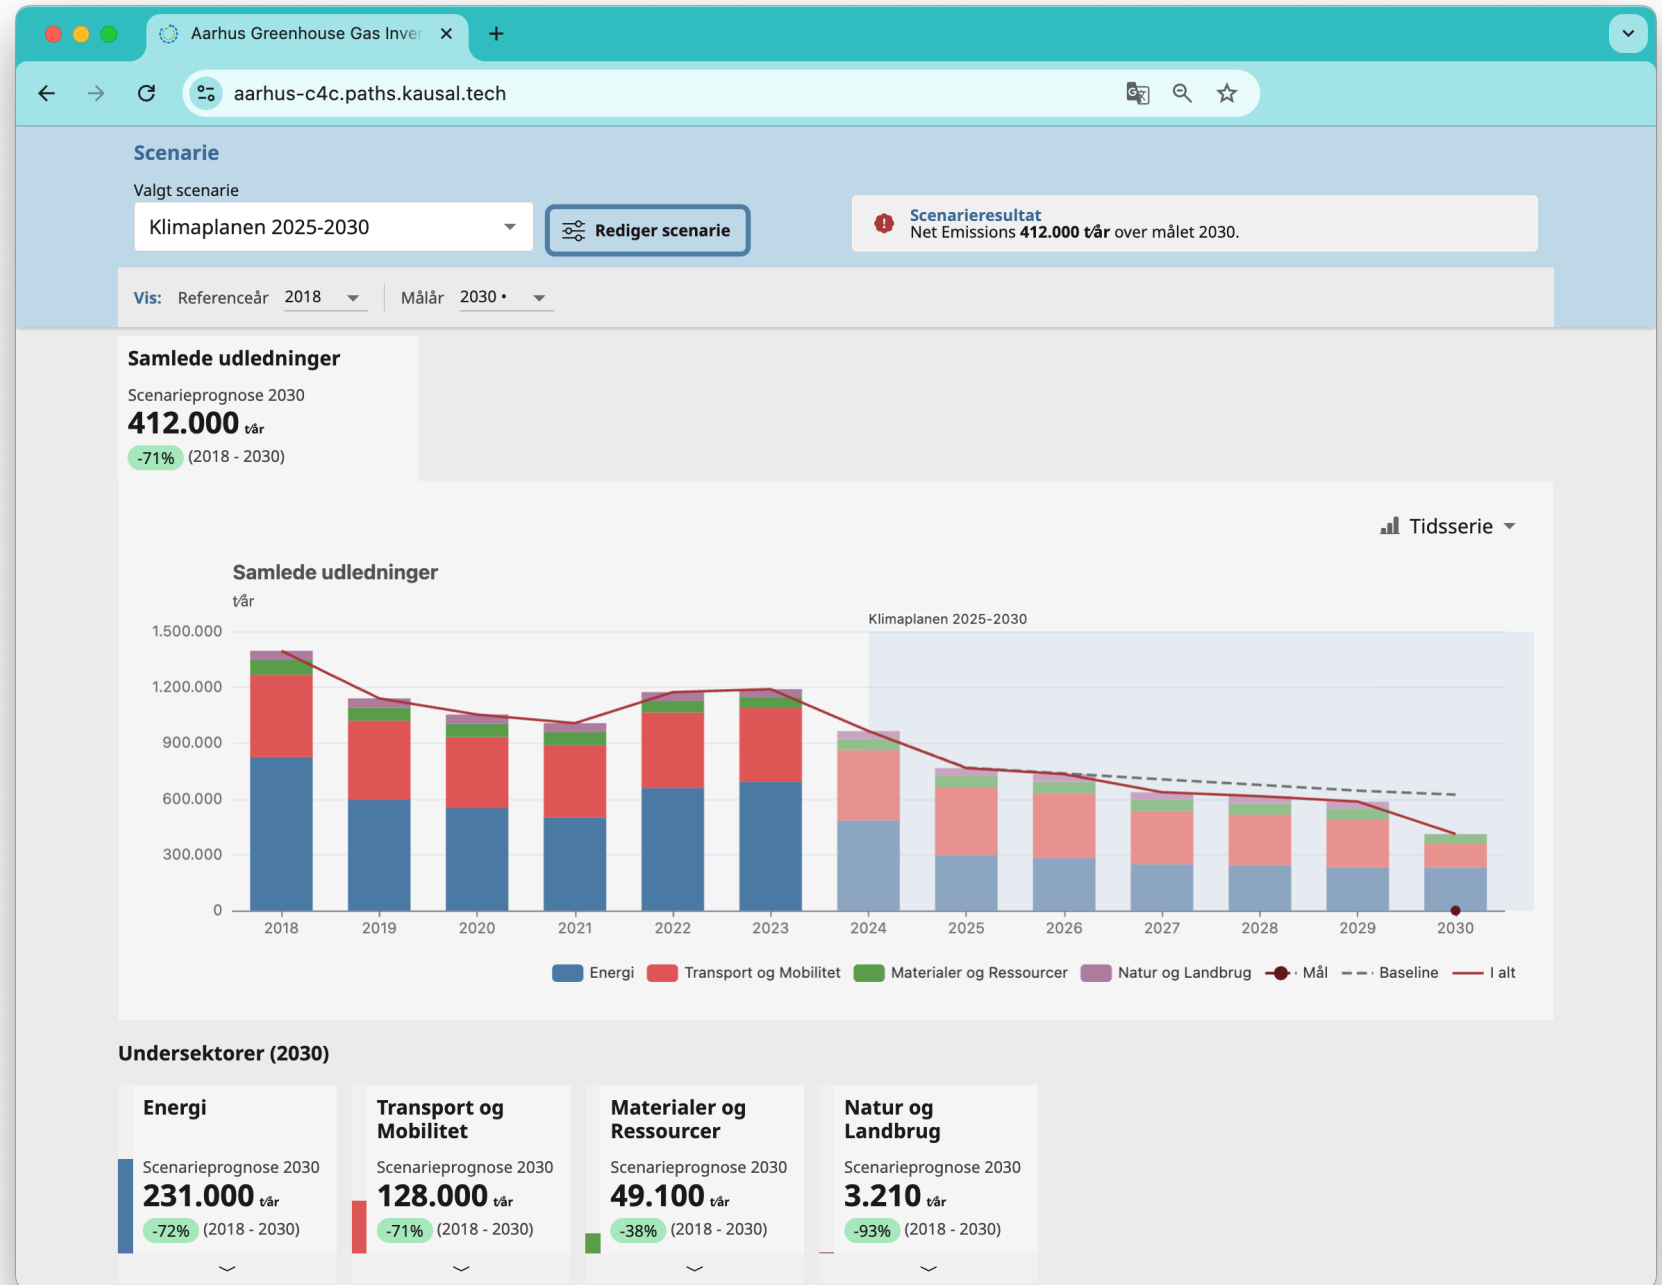 Aarhus Greenhouse Gas Inver
aarhus-c4c.paths.kausal.tech
Scenarie
Valgt scenarie
Klimaplanen 2025-2030
Rediger scenarie
Scenarieresultat
Net Emissions 412.000 t⁄år over målet 2030.
Vis: Referenceår 2018 Målår 2030 •
Samlede udledninger
Scenarieprognose 2030
412.000 t⁄år
-71% (2018 - 2030)
Tidsserie
Samlede udledninger
t⁄år
Klimaplanen 2025-2030
1.500.000
1.200.000
900.000
600.000
300.000
0
2018 2019 2020 2021 2022 2023 2024 2025 2026 2027 2028 2029 2030
Energi Transport og Mobilitet Materialer og Ressourcer Natur og Landbrug Mål Baseline I alt
Undersektorer (2030)
Energi
Scenarieprognose 2030
231.000 t⁄år
-72% (2018 - 2030)
Transport og
Mobilitet
Scenarieprognose 2030
128.000 t⁄år
-71% (2018 - 2030)
Materialer og
Ressourcer
Scenarieprognose 2030
49.100 t⁄år
-38% (2018 - 2030)
Natur og
Landbrug
Scenarieprognose 2030
3.210 t⁄år
-93% (2018 - 2030)